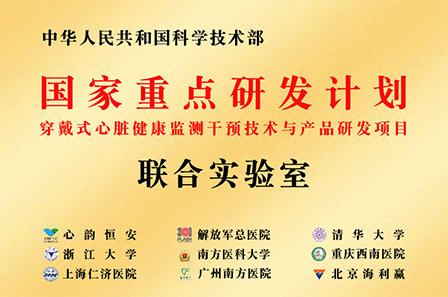 中华人民共和国科学技术部
国家重点研发计划
穿戴式心脏健康监测干预技术与产品研发项目
联合实验室
心韵恒安 解放军总医院 清华大学
浙江大学 南方医科大学 重庆西南医院
上海仁济医院 广州南方医院 北京海利赢